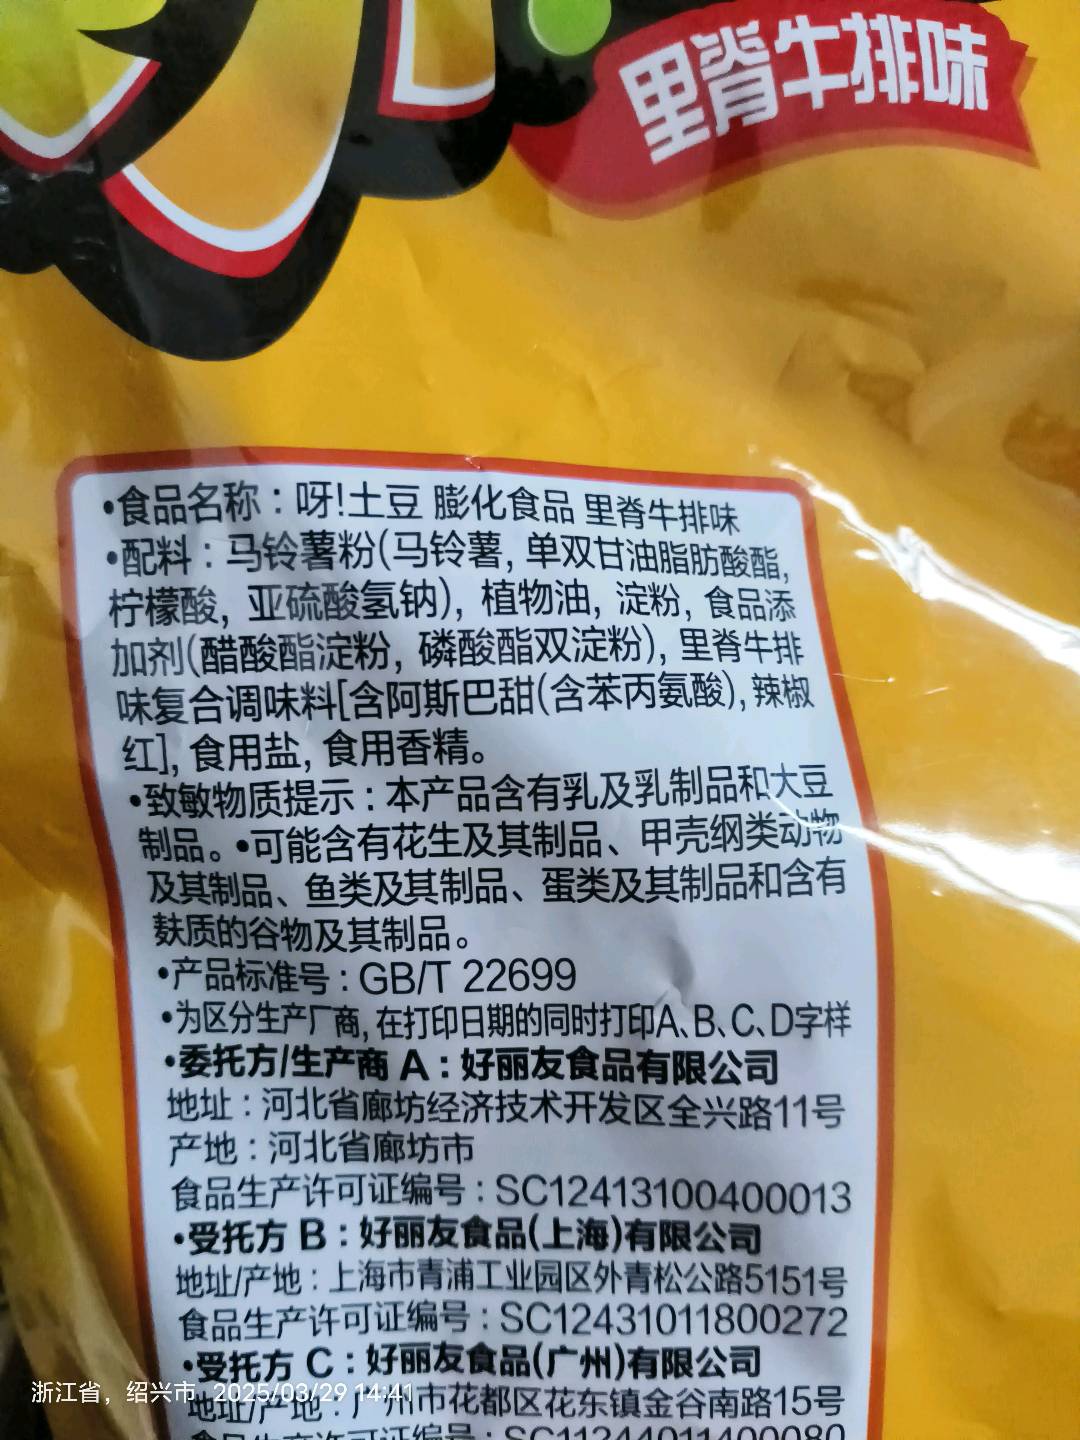 里脊牛排味
•食品名称：呀！土豆 膨化食品 里脊牛排味
•配料：马铃薯粉(马铃薯, 单双甘油脂肪酸酯,
柠檬酸, 亚硫酸氢钠), 植物油, 淀粉, 食品添
加剂(醋酸酯淀粉, 磷酸酯双淀粉), 里脊牛排
味复合调味料[含阿斯巴甜(含苯丙氨酸), 辣椒
红], 食用盐, 食用香精。
•致敏物质提示：本产品含有乳及乳制品和大豆
制品。•可能含有花生及其制品、甲壳纲类动物
及其制品、鱼类及其制品、蛋类及其制品和含有
麸质的谷物及其制品。
•产品标准号：GB/T 22699
•为区分生产厂商, 在打印日期的同时打印A、B、C、D字样
•委托方/生产商 A：好丽友食品有限公司
地址：河北省廊坊经济技术开发区全兴路11号
产地：河北省廊坊市
食品生产许可证编号：SC12413100400013
•受托方 B：好丽友食品(上海)有限公司
地址/产地：上海市青浦工业园区外青松公路5151号
食品生产许可证编号：SC12431011800272
•受托方 C：好丽友食品(广州)有限公司
地址/产地：广州市花都区花东镇金谷南路15号
食品生产许可证编号：SC11244011400080
浙江省，绍兴市 2025/03/29 14:41